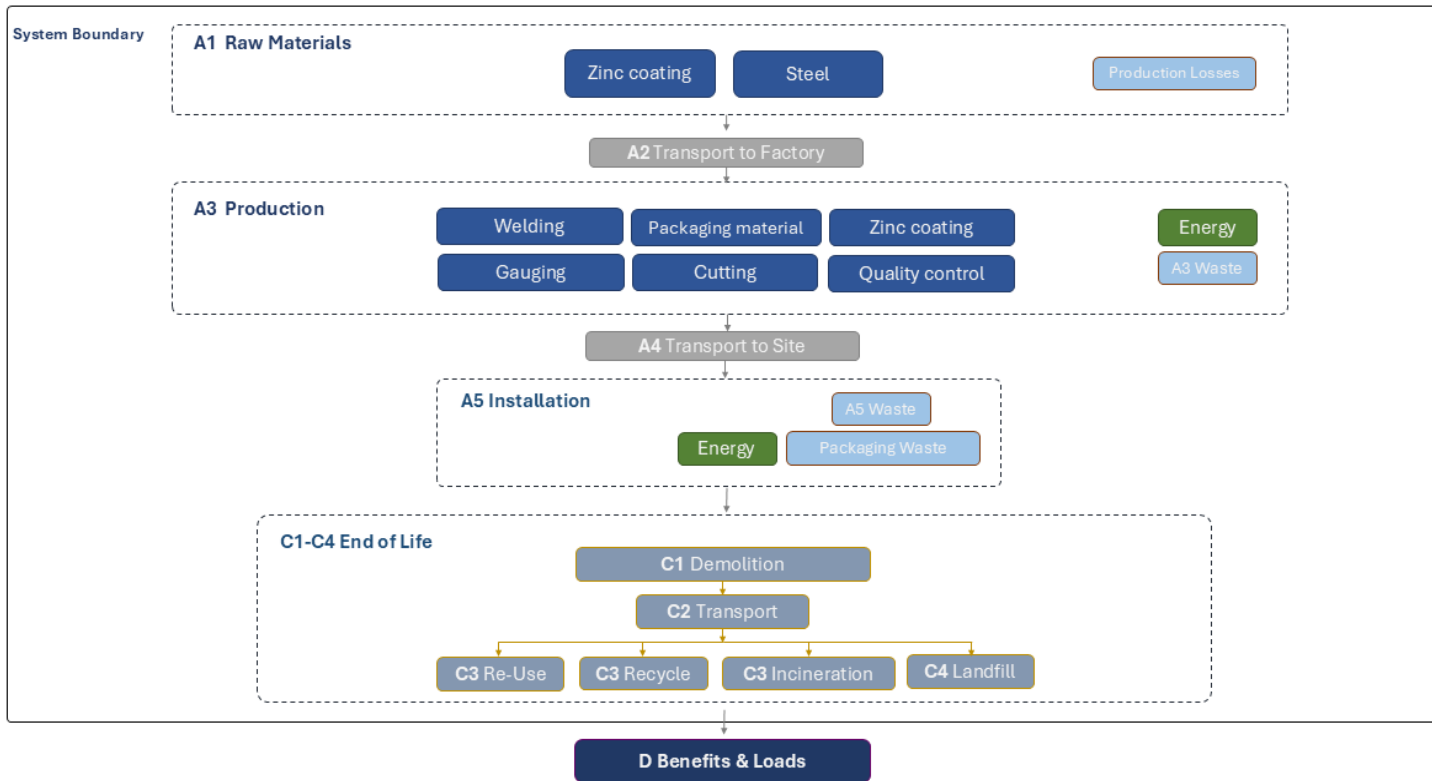 System Boundary
A1 Raw Materials
Zinc coating
Steel
Production Losses
A2 Transport to Factory
A3 Production
Welding
Packaging material
Zinc coating
Energy
Gauging
Cutting
Quality control
A3 Waste
A4 Transport to Site
A5 Installation
A5 Waste
Energy
Packaging Waste
C1-C4 End of Life
C1 Demolition
C2 Transport
C3 Re-Use
C3 Recycle
C3 Incineration
C4 Landfill
D Benefits & Loads